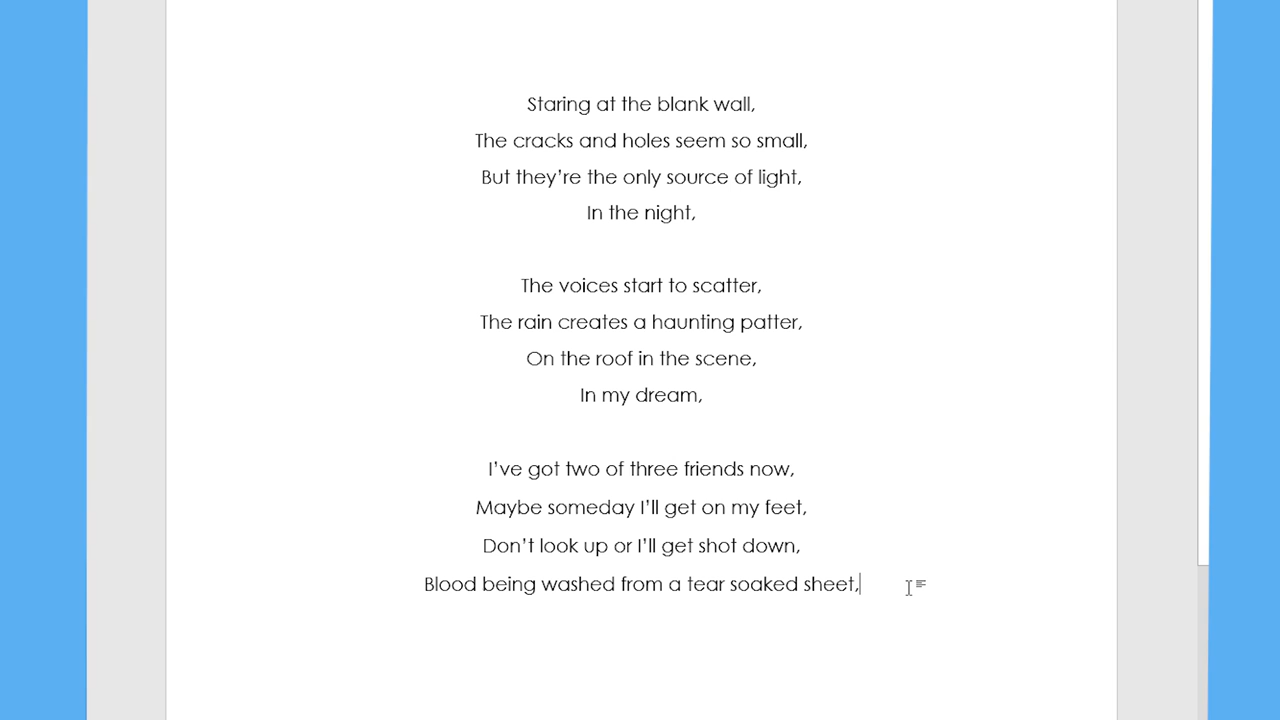 Staring at the blank wall,
The cracks and holes seem so small,
But they’re the only source of light,
In the night,
The voices start to scatter,
The rain creates a haunting patter,
On the roof in the scene,
In my dream,
I’ve got two of three friends now,
Maybe someday I’ll get on my feet,
Don’t look up or I’ll get shot down,
Blood being washed from a tear soaked sheet,